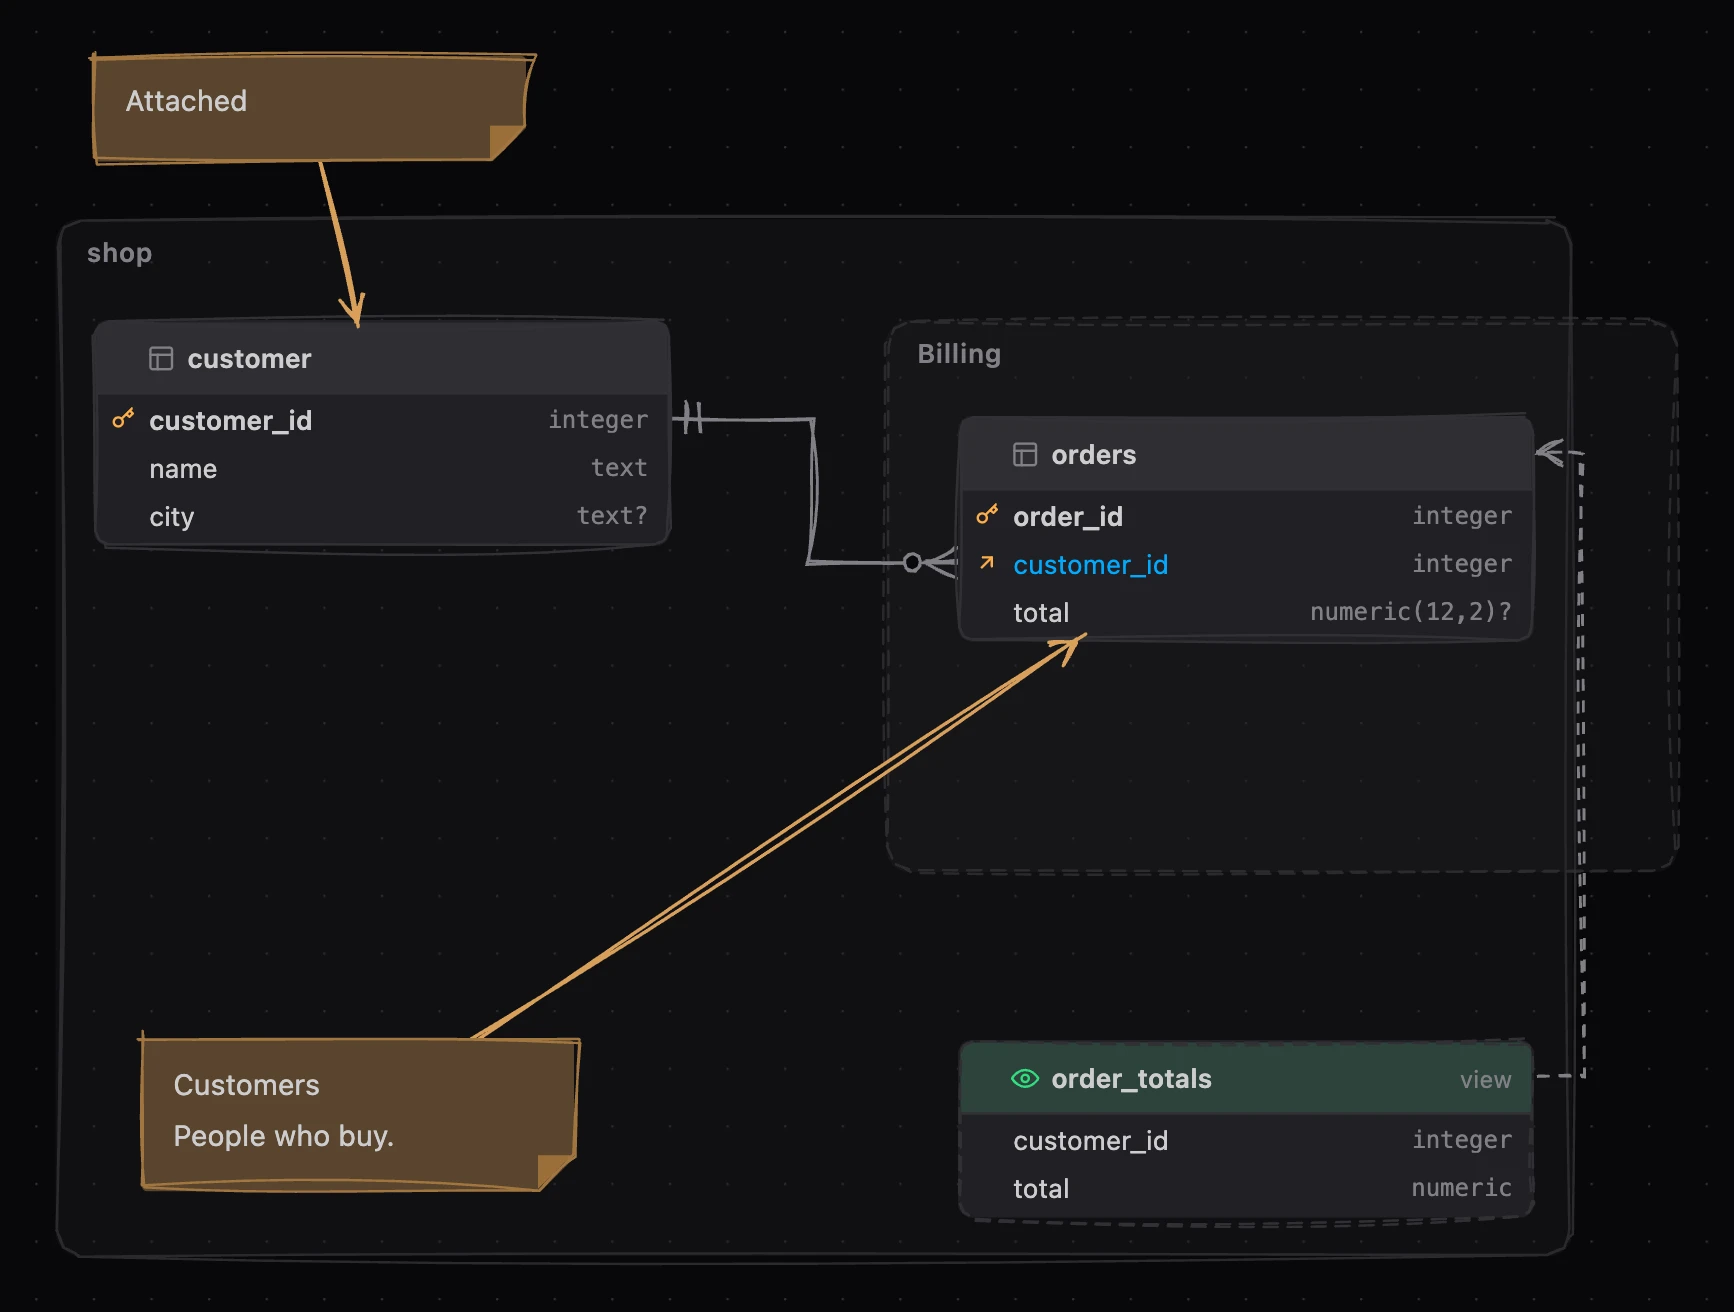 Attached
shop
customer
customer_id integer
name text
city text?
Billing
orders
order_id integer
customer_id integer
total numeric(12,2)?
Customers
People who buy.
order_totals view
customer_id integer
total numeric